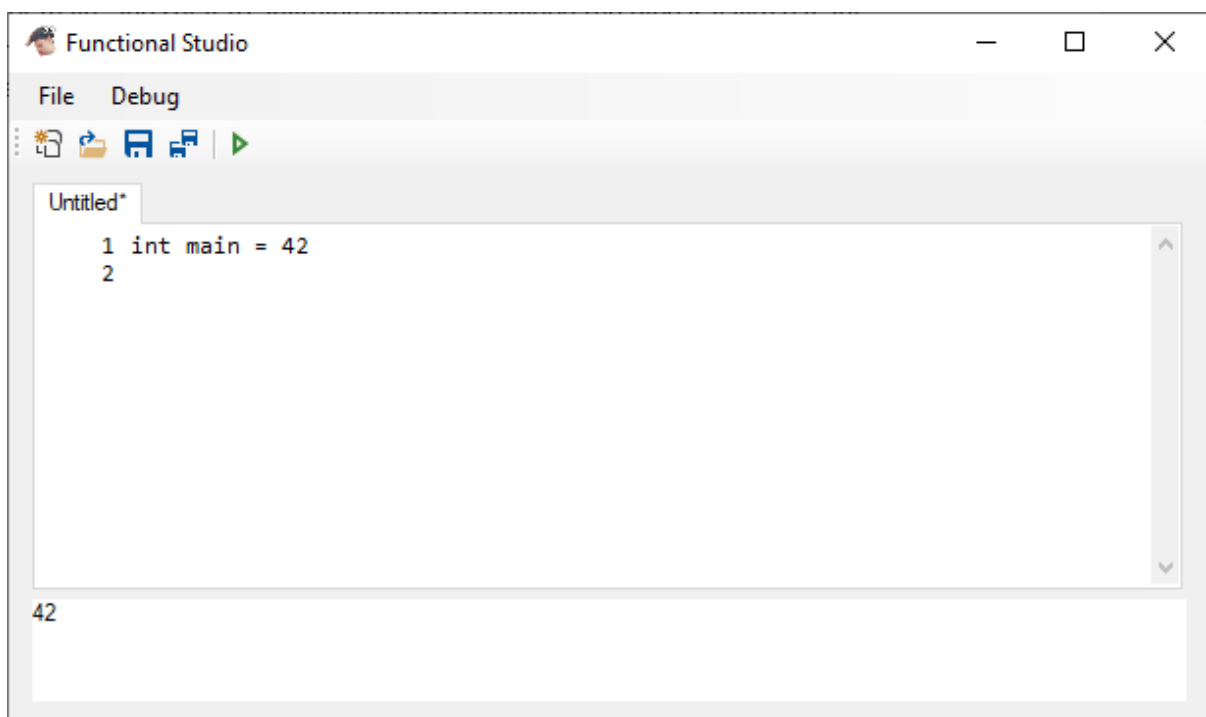 Functional Studio
File Debug
Untitled*
1 int main = 42
2
42